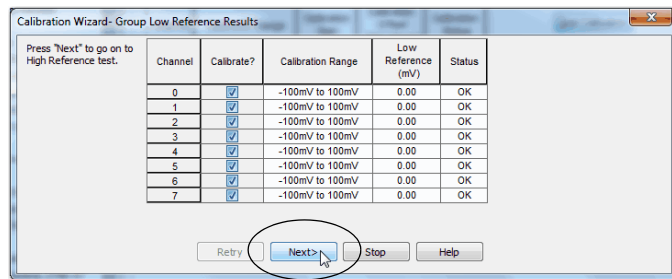 Calibration Wizard- Group Low Reference Results
Press "Next" to go on to
High Reference test.
Channel Calibrate? Calibration Range Low Reference (mV) Status
0 -100mV to 100mV 0.00 OK
1 -100mV to 100mV 0.00 OK
2 -100mV to 100mV 0.00 OK
3 -100mV to 100mV 0.00 OK
4 -100mV to 100mV 0.00 OK
5 -100mV to 100mV 0.00 OK
6 -100mV to 100mV 0.00 OK
7 -100mV to 100mV 0.00 OK
Retry Next> Stop Help